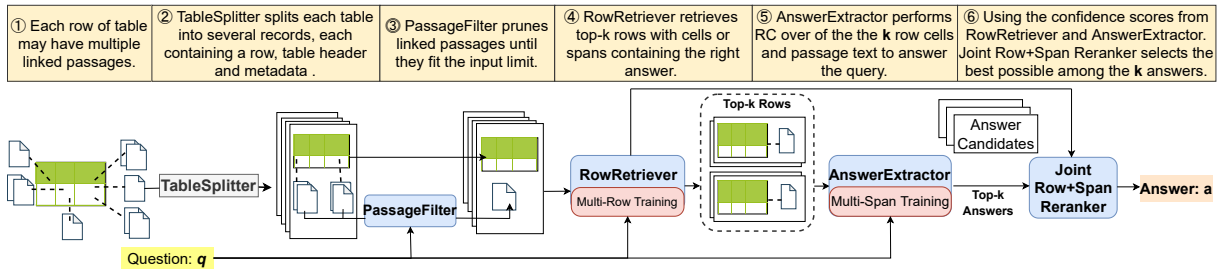 ① Each row of table
may have multiple
linked passages.
② TableSplitter splits each table
into several records, each
containing a row, table header
and metadata .
③ PassageFilter prunes
linked passages until
they fit the input limit.
④ RowRetriever retrieves
top-k rows with cells or
spans containing the right
answer.
⑤ AnswerExtractor performs
RC over of the the k row cells
and passage text to answer
the query.
⑥ Using the confidence scores from
RowRetriever and AnswerExtractor.
Joint Row+Span Reranker selects the
best possible among the k answers.
TableSplitter
PassageFilter
RowRetriever
Multi-Row Training
Top-k Rows
AnswerExtractor
Multi-Span Training
Answer
Candidates
Top-k
Answers
Joint
Row+Span
Reranker
Answer: a
Question: q